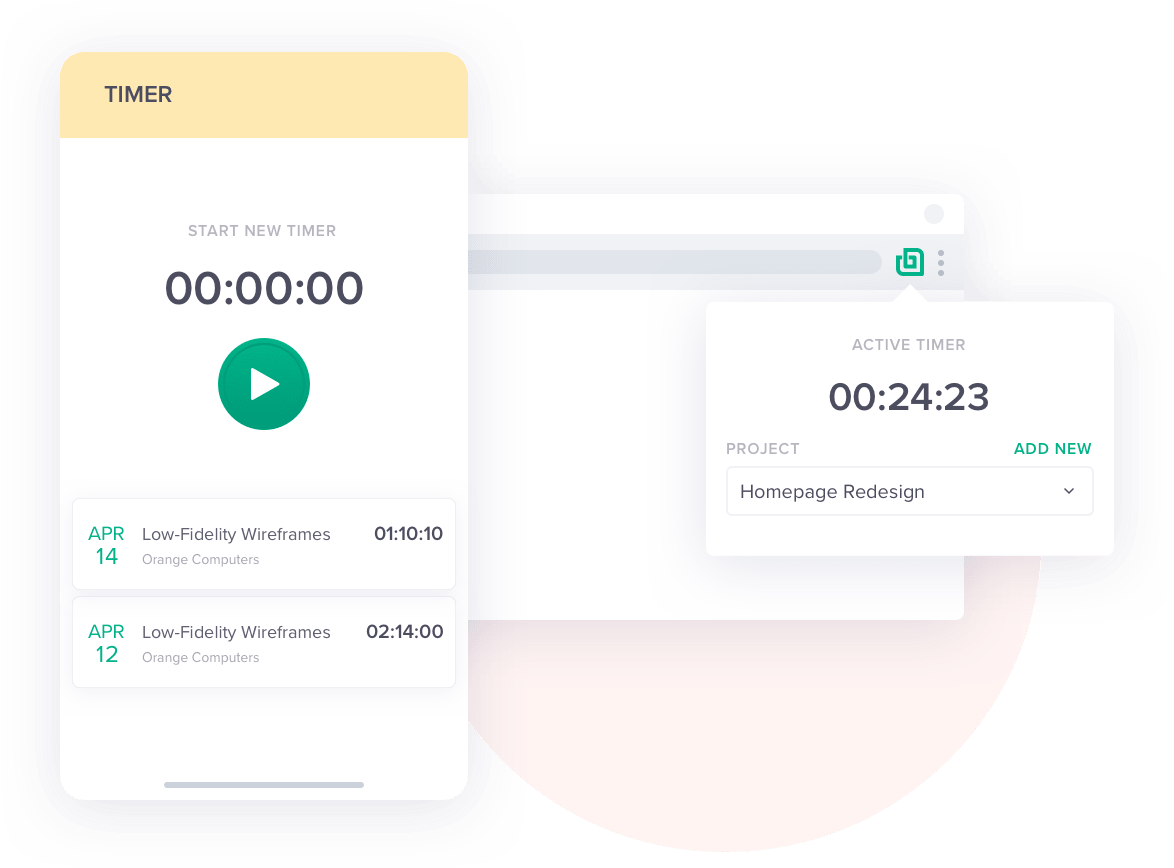 TIMER
START NEW TIMER
00:00:00
APR 14
Low-Fidelity Wireframes
01:10:10
Orange Computers
APR 12
Low-Fidelity Wireframes
02:14:00
Orange Computers
ACTIVE TIMER
00:24:23
PROJECT
ADD NEW
Homepage Redesign